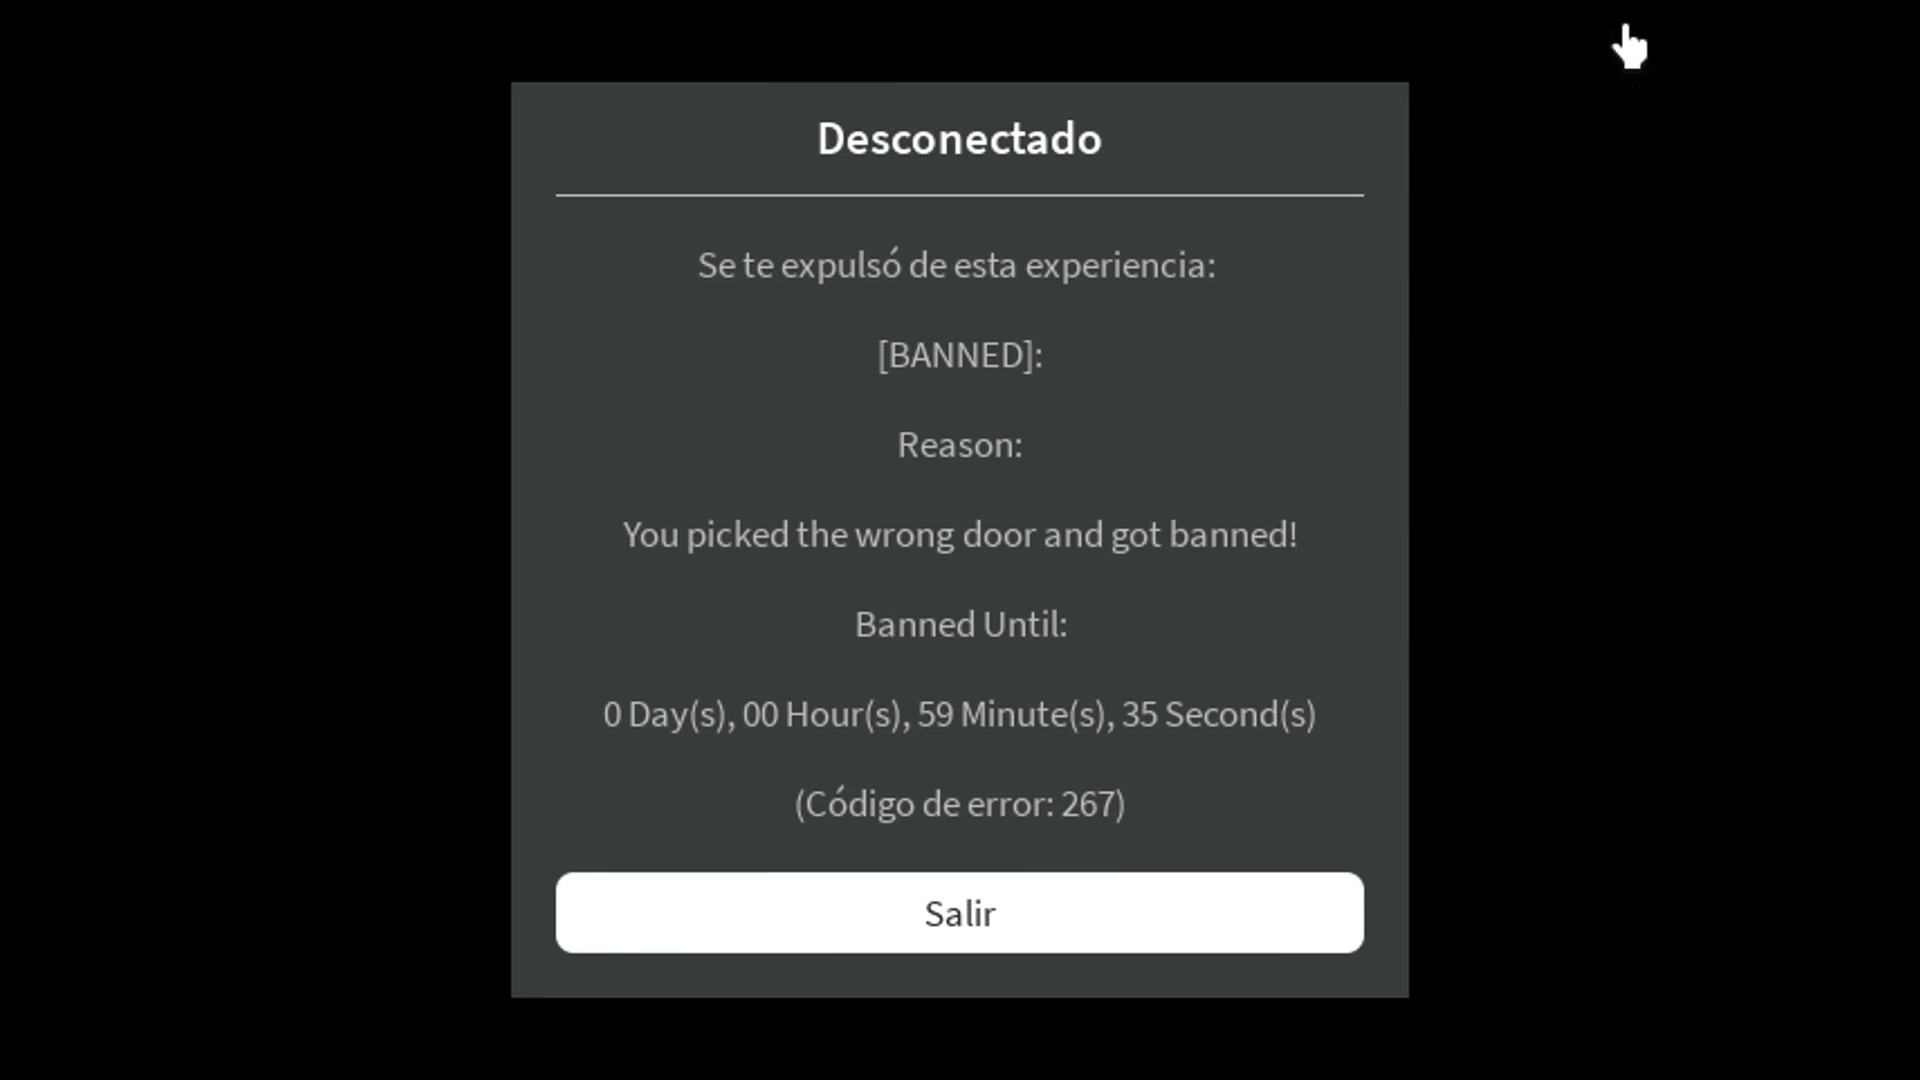 Desconectado
Se te expulsó de esta experiencia:
[BANNED]:
Reason:
You picked the wrong door and got banned!
Banned Until:
0 Day(s), 00 Hour(s), 59 Minute(s), 35 Second(s)
(Código de error: 267)
Salir